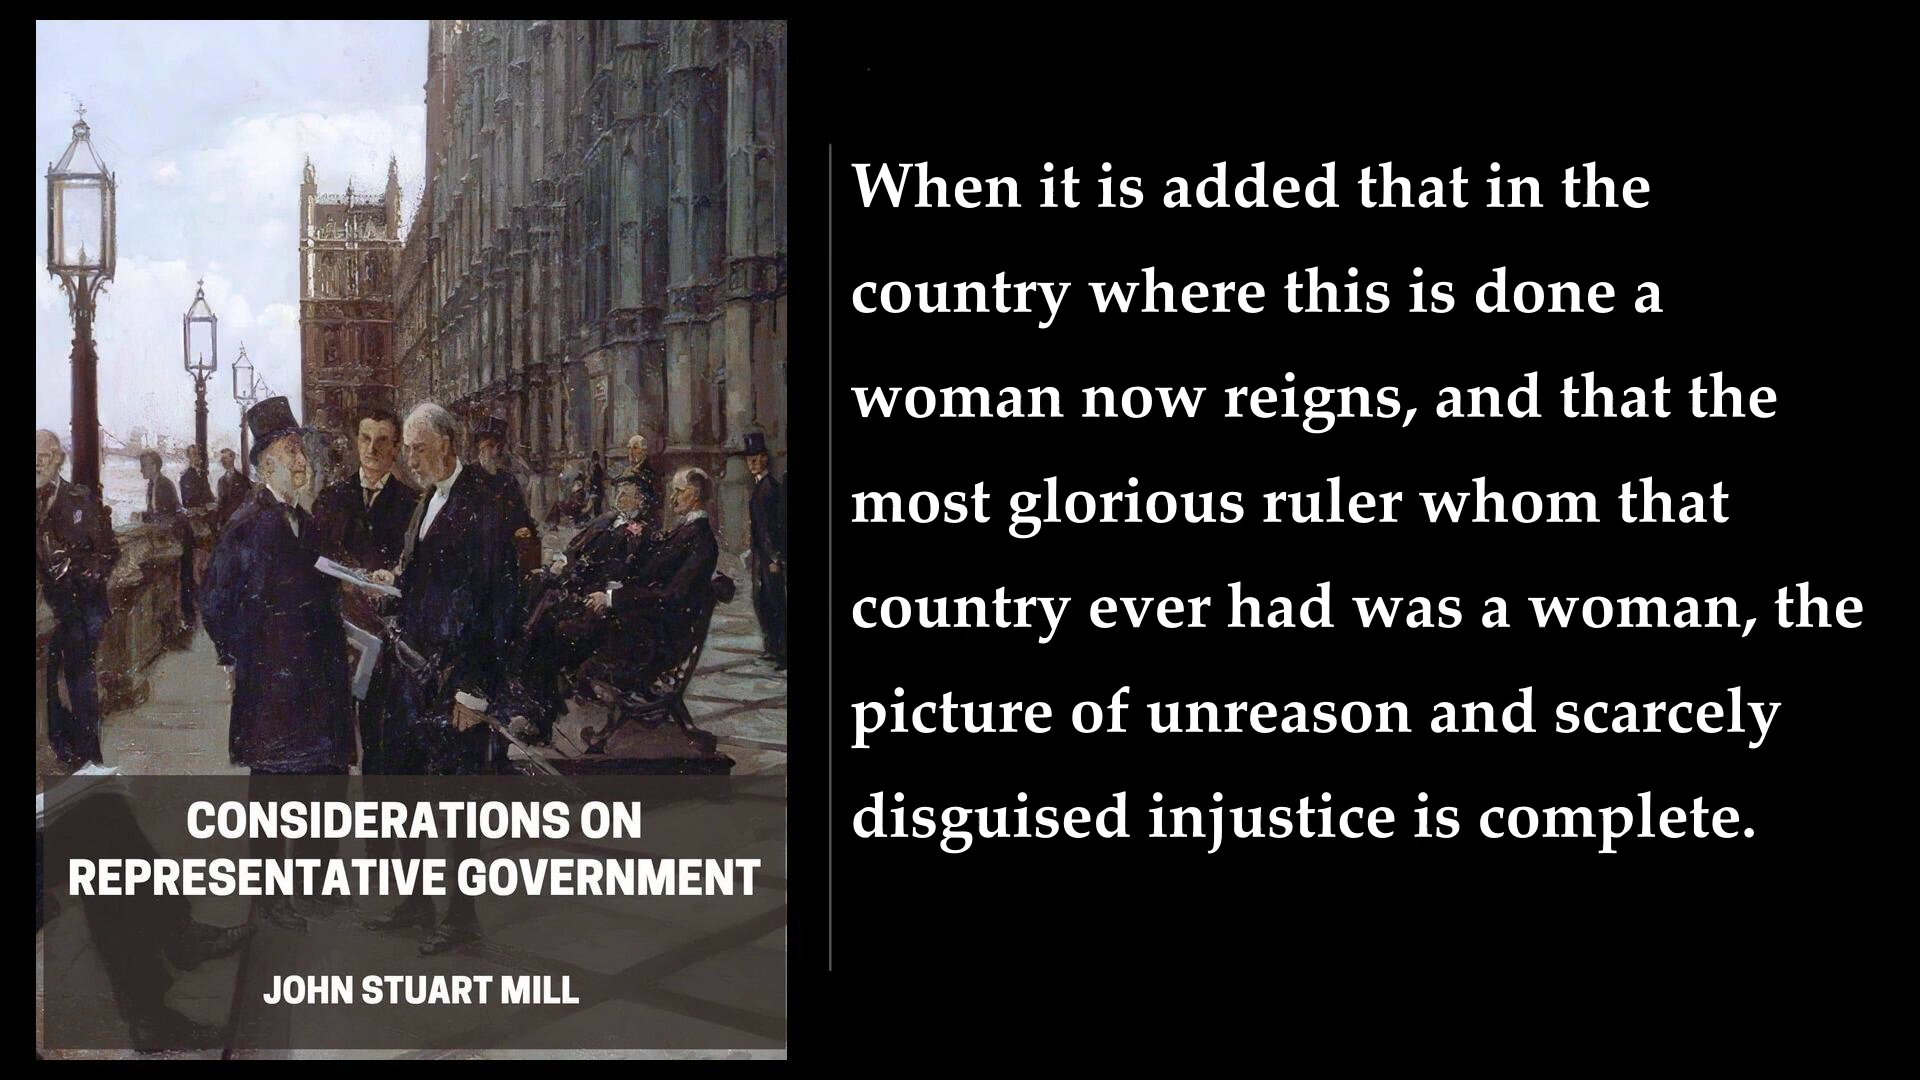 CONSIDERATIONS ON
REPRESENTATIVE GOVERNMENT
JOHN STUART MILL
When it is added that in the
country where this is done a
woman now reigns, and that the
most glorious ruler whom that
country ever had was a woman, the
picture of unreason and scarcely
disguised injustice is complete.